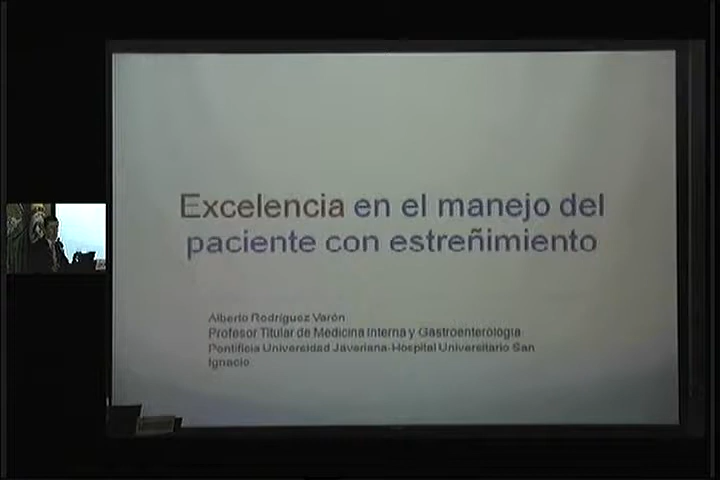 Excelencia en el manejo del
paciente con estreñimiento
Alberto Rodríguez Varón
Profesor Titular de Medicina Interna y Gastroenterología
Pontificia Universidad Javeriana-Hospital Universitario San
Ignacio